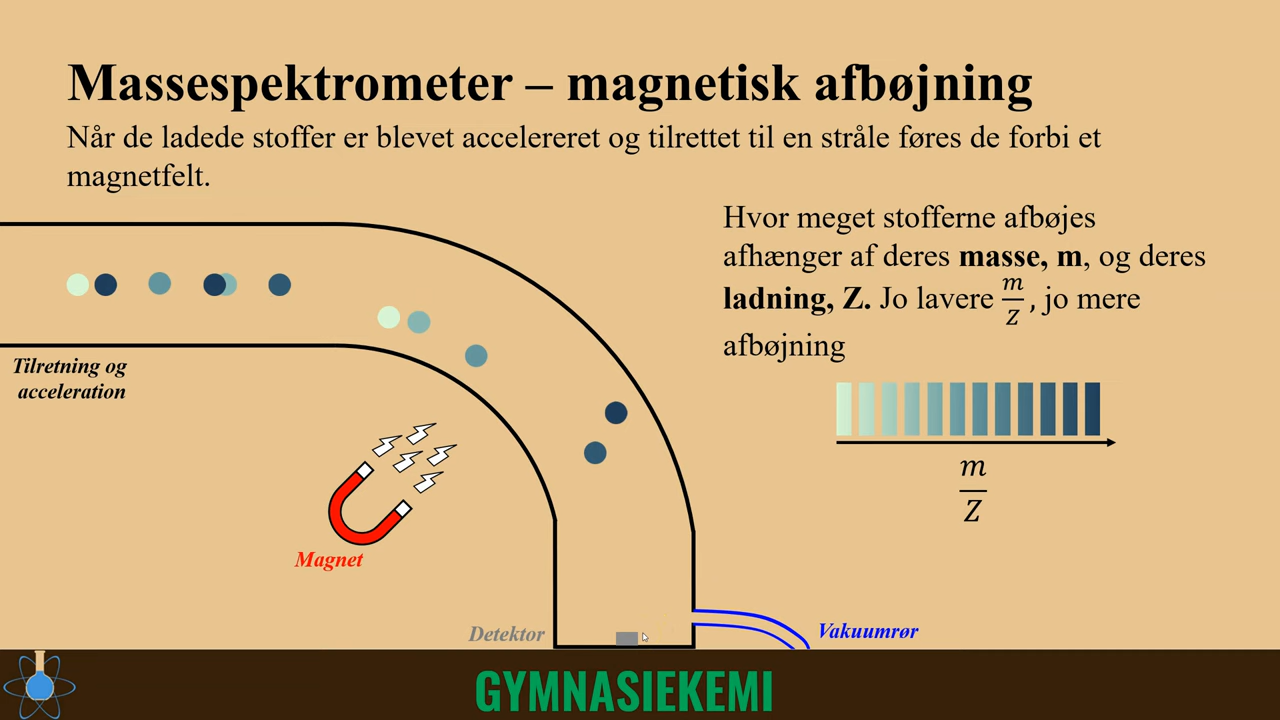 Massespektrometer – magnetisk afbøjning
Når de ladede stoffer er blevet accelereret og tilrettet til en stråle føres de forbi et
magnetfelt.
Hvor meget stofferne afbøjes
afhænger af deres masse, m, og deres
ladning, Z. Jo lavere m/Z, jo mere
afbøjning
Tilretning og
acceleration
m
Z
Magnet
Detektor
Vakuumrør
GYMNASIEKEMI